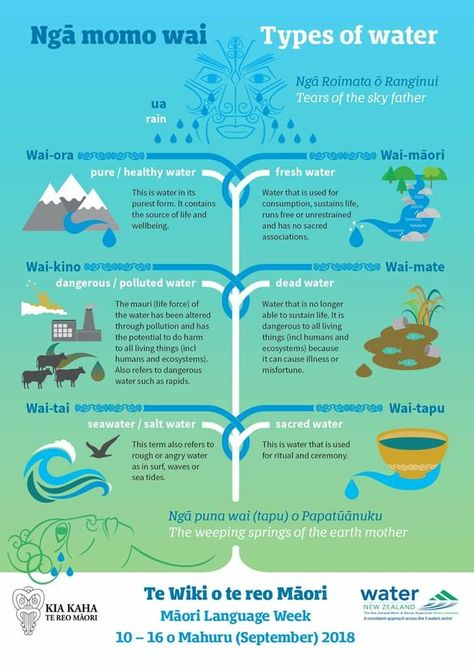 Ngā momo wai
Types of water
Ngā Roimata ō Ranginui
Tears of the sky father
ua
rain
Wai-ora
pure / healthy water
This is water in its
purest form. It contains
the source of life and
wellbeing.
Wai-māori
fresh water
Water that is used for
consumption, sustains life,
runs free or unrestrained
and has no sacred
associations.
Wai-kino
dangerous / polluted water
The mauri (life force) of
the water has been altered
through pollution and has
the potential to do harm
to all living things (incl
humans and ecosystems).
Also refers to dangerous
water such as rapids.
Wai-mate
dead water
Water that is no longer
able to sustain life. It is
dangerous to all living
things (incl humans and
ecosystems) because
it can cause illness or
misfortune.
Wai-tai
seawater / salt water
This term also refers to
rough or angry water
as in surf, waves or
sea tides.
Wai-tapu
sacred water
This is water that is used
for ritual and ceremony.
Ngā puna wai (tapu) o Papatūānuku
The weeping springs of the earth mother
KIA KAHA
TE REO MĀORI
Te Wiki o te reo Māori
Māori Language Week
10 – 16 o Mahuru (September) 2018
water
NEW ZEALAND
A consistent approach across the 3 waters sector